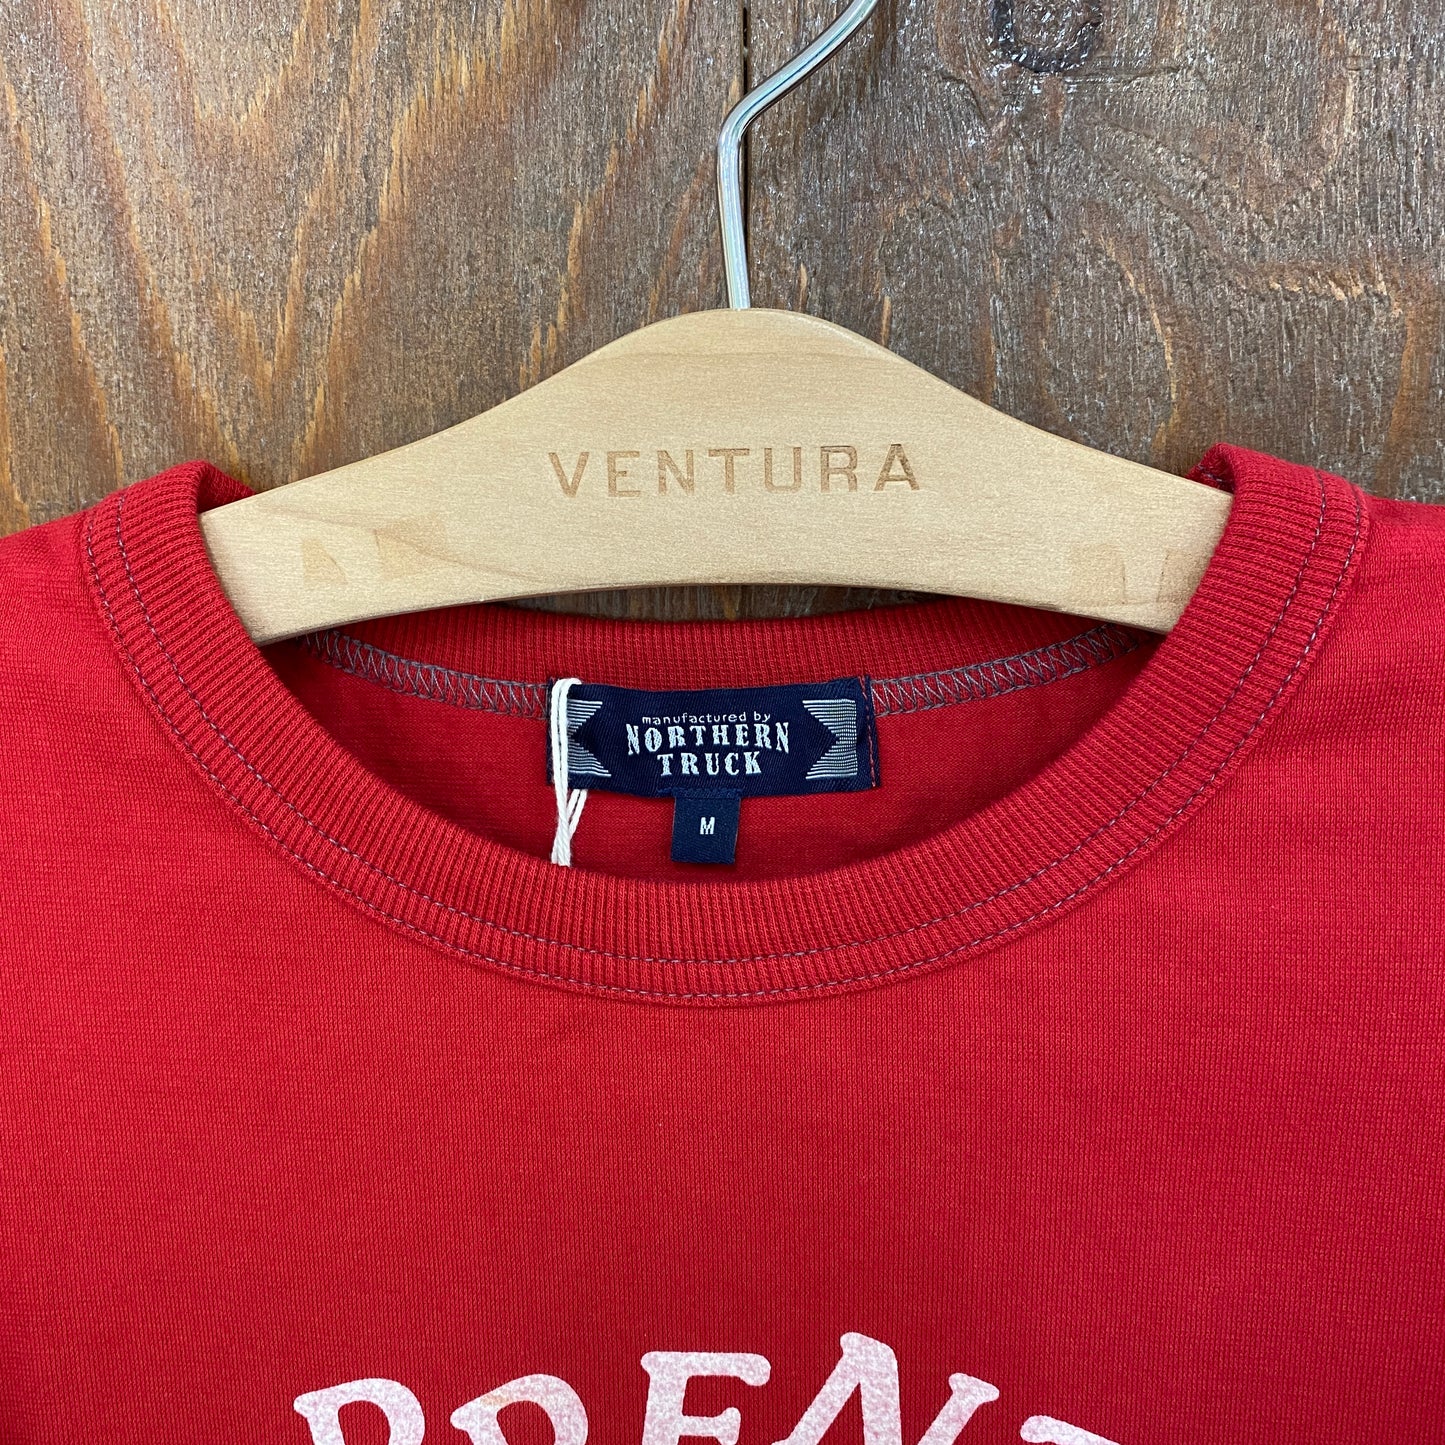 VENTURA
manufactured by
NORTHERN
TRUCK
M